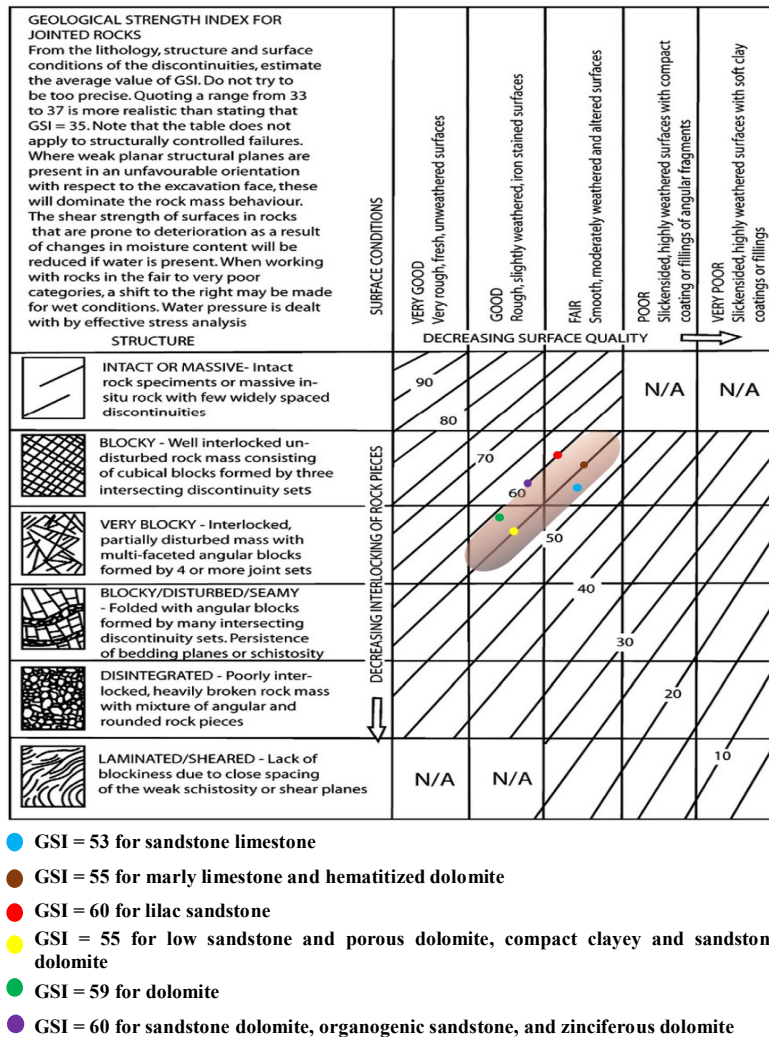 GEOLOGICAL STRENGTH INDEX FOR
JOINTED ROCKS
From the lithology, structure and surface
conditions of the discontinuities, estimate
the average value of GSI. Do not try to
be too precise. Quoting a range from 33
to 37 is more realistic than stating that
GSI = 35. Note that the table does not
apply to structurally controlled failures.
Where weak planar structural planes are
present in an unfavourable orientation
with respect to the excavation face, these
will dominate the rock mass behaviour.
The shear strength of surfaces in rocks
that are prone to deterioration as a result
of changes in moisture content will be
reduced if water is present. When working
with rocks in the fair to very poor
categories, a shift to the right may be made
for wet conditions. Water pressure is dealt
with by effective stress analysis
STRUCTURE
SURFACE CONDITIONS
VERY GOOD
Very rough, fresh, unweathered surfaces
GOOD
Rough, slightly weathered, iron stained surfaces
FAIR
Smooth, moderately weathered and altered surfaces
POOR
Slickensided, highly weathered surfaces with compact
coating or fillings of angular fragments
VERY POOR
Slickensided, highly weathered surfaces with soft clay
coatings or fillings
DECREASING SURFACE QUALITY
INTACT OR MASSIVE- Intact
rock speciments or massive in-
situ rock with few widely spaced
discontinuities
90
80
N/A
N/A
DECREASING INTERLOCKING OF ROCK PIECES
BLOCKY - Well interlocked un-
disturbed rock mass consisting
of cubical blocks formed by three
intersecting discontinuity sets
70
60
VERY BLOCKY - Interlocked,
partially disturbed mass with
multi-faceted angular blocks
formed by 4 or more joint sets
50
BLOCKY/DISTURBED/SEAMY
- Folded with angular blocks
formed by many intersecting
discontinuity sets. Persistence
of bedding planes or schistosity
40
30
DISINTEGRATED - Poorly inter-
locked, heavily broken rock mass
with mixture of angular and
rounded rock pieces
20
LAMINATED/SHEARED - Lack of
blockiness due to close spacing
of the weak schistosity or shear planes
N/A
N/A
10
GSI = 53 for sandstone limestone
GSI = 55 for marly limestone and hematitized dolomite
GSI = 60 for lilac sandstone
GSI = 55 for low sandstone and porous dolomite, compact clayey and sandston
dolomite
GSI = 59 for dolomite
GSI = 60 for sandstone dolomite, organogenic sandstone, and zinciferous dolomite